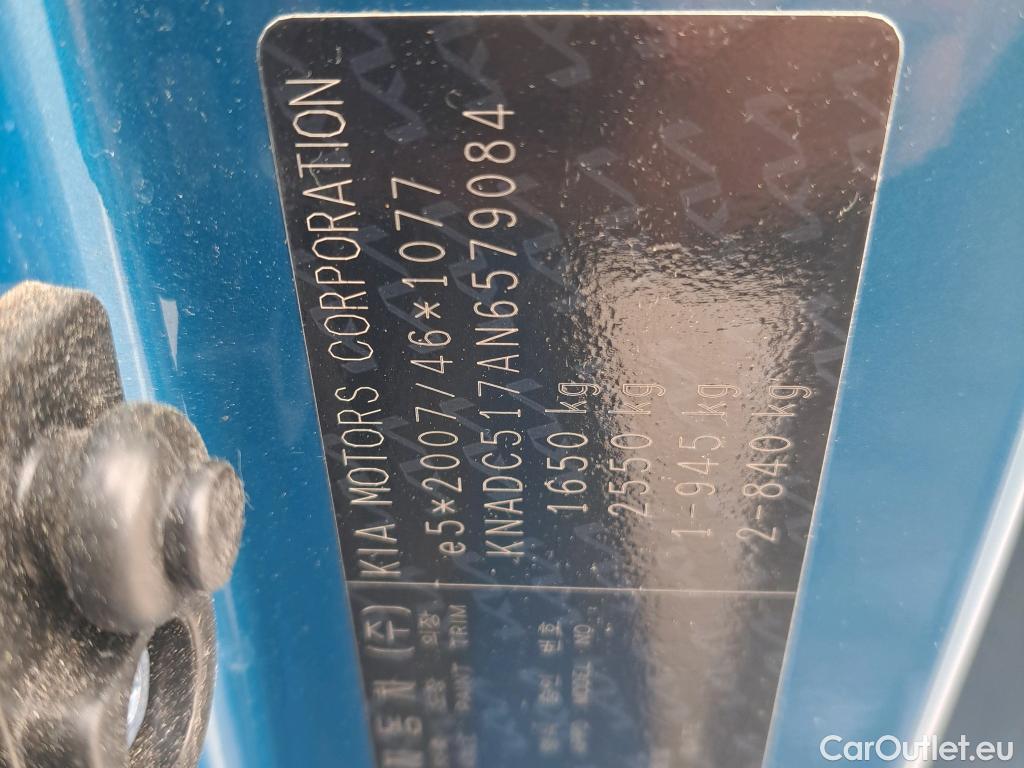 KIA MOTORS CORPORATION
e5*2007/46*1077
KNADC517AN6579084
1650 kg
2550 kg
1-945 kg
2-840 kg
(주)
TRIM
CarOutlet.eu